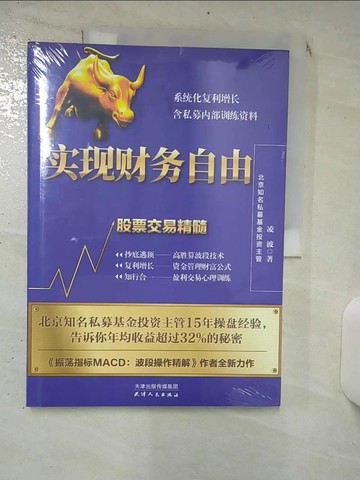 系统化复利增长
含私募内部训练资料
实现财务自由
北京知名私募基金投资主管
凌波 著
股票交易精髓
抄底逃顶——高胜算波段技术
复利增长——资金管理财富公式
知行合一——盈利交易心理训练
北京知名私募基金投资主管15年操盘经验,
告诉你年均收益超过32%的秘密
《振荡指标MACD:波段操作精解》作者全新力作
天津出版传媒集团
天津人民出版社